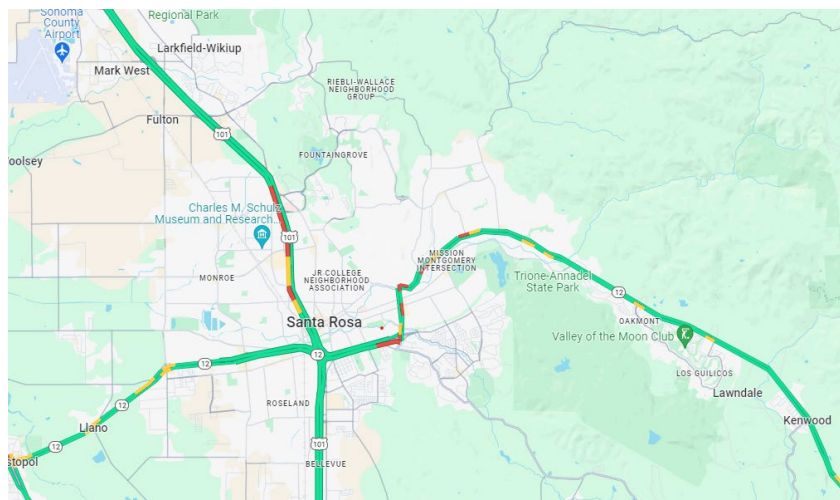 Sonoma
County
Airport
Regional Park
Larkfield-Wikiup
Mark West
RIEBLI-WALLACE
NEIGHBORHOOD
GROUP
Fulton
101
oolsey
FOUNTAINGROVE
Charles M. Schulz
Museum and Research...
101
MONROE
JR.COLLEGE
NEIGHBORHOOD
ASSOCIATION
MISSION
MONTGOMERY
INTERSECTION
Trione-Annadel
State Park
12
Santa Rosa
OAKMONT
Valley of the Moon Club
12
12
LOS GUILICOS
Lawndale
12
ROSELAND
Kenwood
Llano
12
101
stopol
BELLEVUE